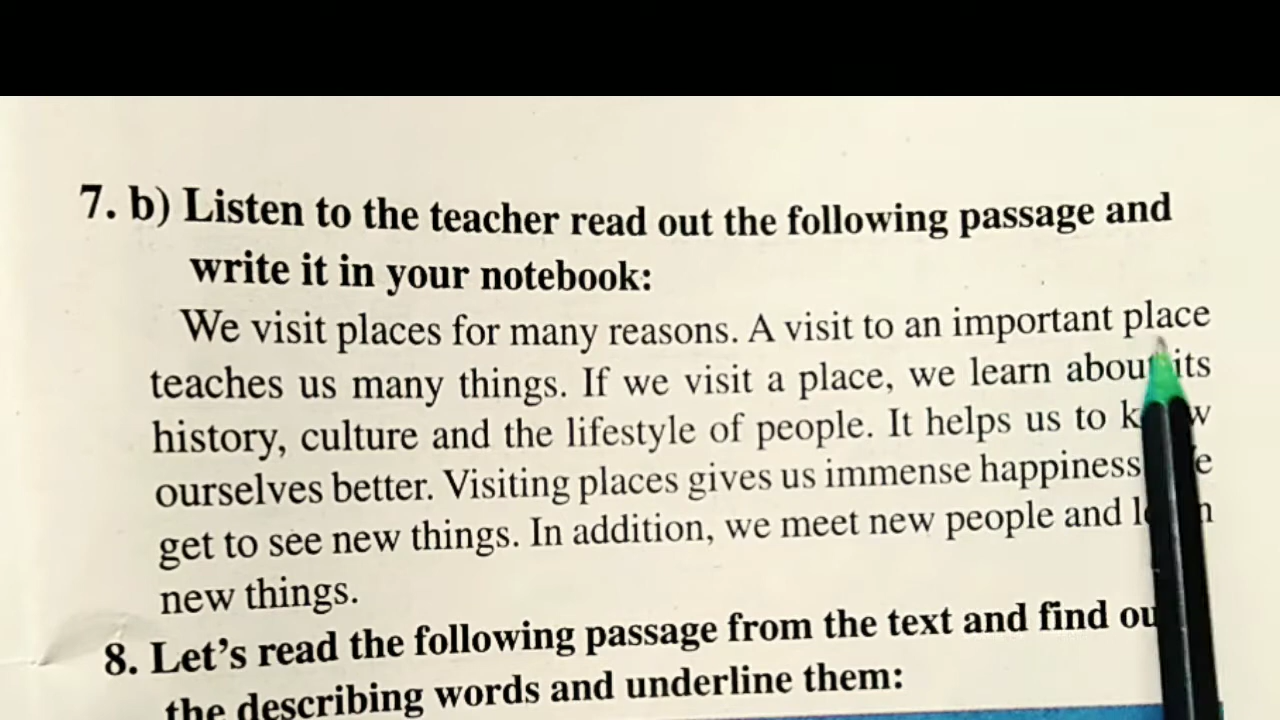 7. b) Listen to the teacher read out the following passage and
write it in your notebook:
We visit places for many reasons. A visit to an important place
teaches us many things. If we visit a place, we learn about its
history, culture and the lifestyle of people. It helps us to
ourselves better. Visiting places gives us immense happiness
get to see new things. In addition, we meet new people and
new things.
8. Let's read the following passage from the text and find
the describing words and underline them: